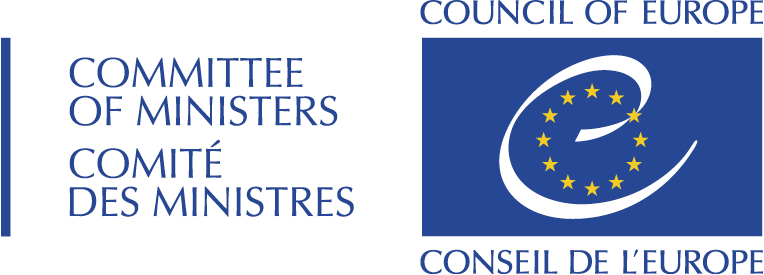 COMMITTEE
OF MINISTERS
COMITÉ
DES MINISTRES
COUNCIL OF EUROPE
CONSEIL DE L'EUROPE